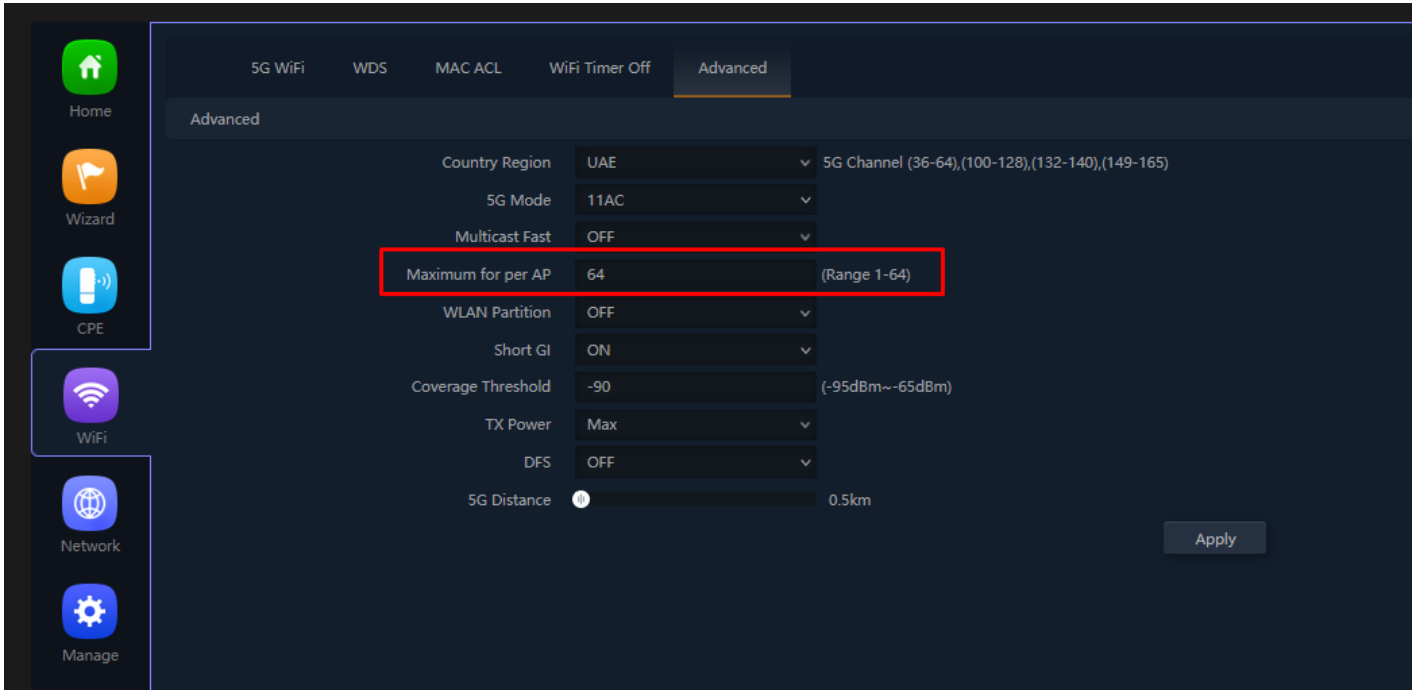 Home
Wizard
CPE
WiFi
Network
Manage
5G WiFi WDS MAC ACL WiFi Timer Off Advanced
Advanced
Country Region UAE 5G Channel (36-64),(100-128),(132-140),(149-165)
5G Mode 11AC
Multicast Fast OFF
Maximum for per AP 64 (Range 1-64)
WLAN Partition OFF
Short GI ON
Coverage Threshold -90 (-95dBm~-65dBm)
TX Power Max
DFS OFF
5G Distance 0.5km
Apply